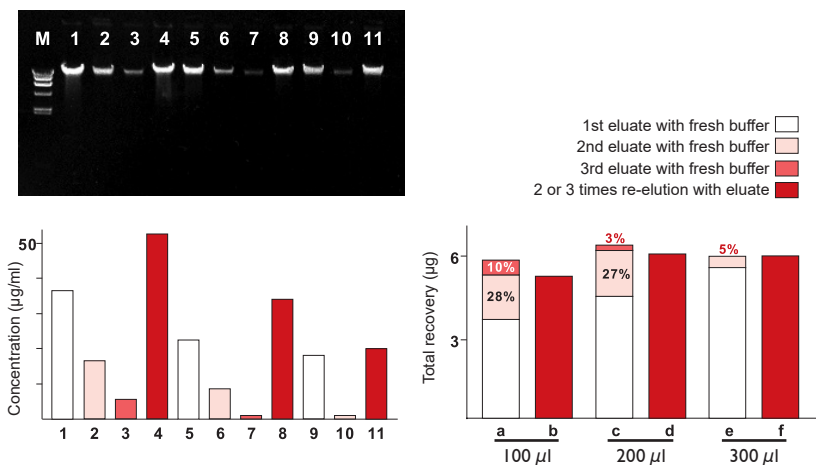 M 1 2 3 4 5 6 7 8 9 10 11
1st eluate with fresh buffer
2nd eluate with fresh buffer
3rd eluate with fresh buffer
2 or 3 times re-elution with eluate
Concentration (µg/ml)
50
1 2 3 4 5 6 7 8 9 10 11
Total recovery (µg)
6
3
10%
28%
3%
27%
5%
a b c d e f
100 µl 200 µl 300 µl